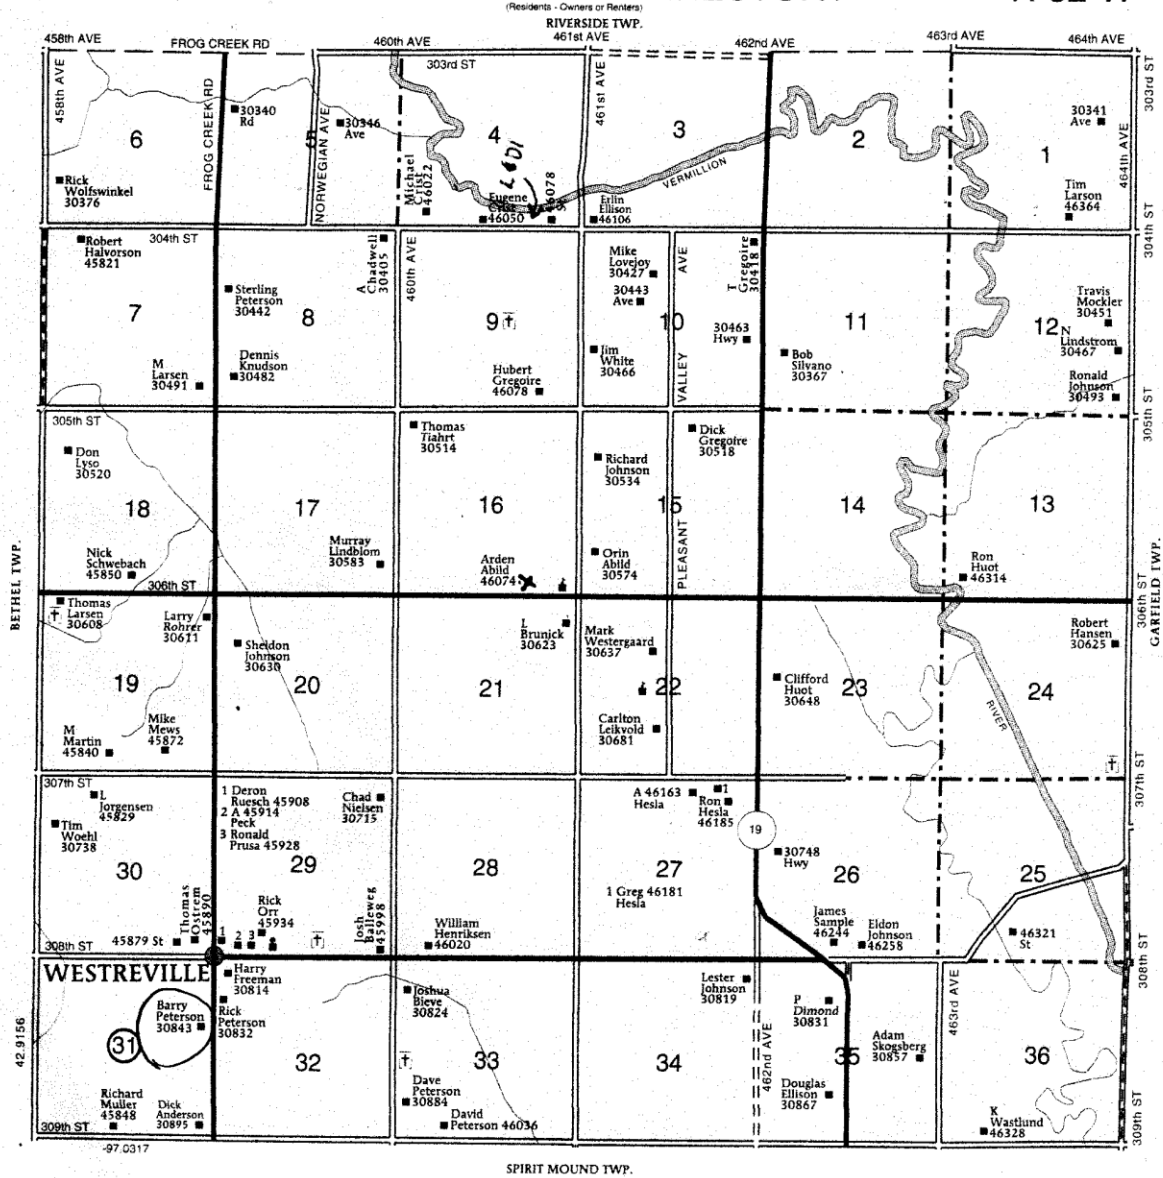 (Residents - Owners or Renters)
RIVERSIDE TWP.
458th AVE
FROG CREEK RD
460th AVE
461st AVE
462nd AVE
463rd AVE
464th AVE
303rd ST
303rd ST
458th AVE
FROG CREEK RD
NORWEGIAN AVE
461st AVE
464th AVE
6
30340
Rd
5
30346
Ave
4
LODI
3
VERMILLION
2
1
30341
Ave
Rick
Wolfswinkel
30376
Michael
Crist
46022
Eugene
Crist
46050
46078
Erlin
Ellison
46106
Tim
Larson
46364
304th ST
304th ST
Robert
Halvorson
45821
7
M
Larsen
30491
Sterling
Peterson
30442
8
Dennis
Knudson
30482
A
Chadwell
30405
460th AVE
9
Hubert
Gregoire
46078
Mike
Lovejoy
30427
30443
Ave
10
Jim
White
30466
AVE
VALLEY
PLEASANT
T
Gregoire
30418
30463
Hwy
11
Bob
Silvano
30367
12
Travis
Mockler
30451
N
Lindstrom
30467
Ronald
Johnson
30493
305th ST
305th ST
Don
Lyso
30520
18
Nick
Schwebach
45850
17
Murray
Lindblom
30583
Thomas
Tiahrt
30514
16
Arden
Abild
46074
Richard
Johnson
30534
15
Orin
Abild
30574
Dick
Gregoire
30518
14
13
Ron
Huot
46314
306th ST
306th ST
BETHEL TWP.
GARFIELD TWP.
Thomas
Larsen
30608
Larry
Rohrer
30611
19
M
Martin
45840
Mike
Mews
45872
Sheldon
Johnson
30630
20
L
Brunick
30623
21
Mark
Westergaard
30637
22
Carlton
Leikvold
30681
Clifford
Huot
30648
23
Robert
Hansen
30625
24
RIVER
307th ST
307th ST
L
Jorgensen
45829
Tim
Woehl
30738
30
45879 St
Thomas
Ostrem
45890
1 Deron
Ruesch 45908
2 A 45914
Peck
3 Ronald
Prusa 45928
29
Rick
Orr
45934
1
2 3
Chad
Nielsen
30715
Josh
Balleweg
45998
28
William
Henriksen
46020
A 46163
Hesla
1
Ron
Hesla
46185
27
1 Greg 46181
Hesla
19
30748
Hwy
26
James
Sample
46244
Eldon
Johnson
46258
25
46321
St
308th ST
308th ST
WESTREVILLE
Barry
Peterson
30843
31
Richard
Muller
45848
Dick
Anderson
30895
Harry
Freeman
30814
Rick
Peterson
30832
32
Joshua
Bieve
30824
33
Dave
Peterson
30884
David
Peterson 46036
34
Lester
Johnson
30819
462nd AVE
P
Dimond
30831
35
Douglas
Ellison
30867
Adam
Skogsberg
30857
463rd AVE
36
K
Wastlund
46328
309th ST
309th ST
42.9156
-97.0317
SPIRIT MOUND TWP.